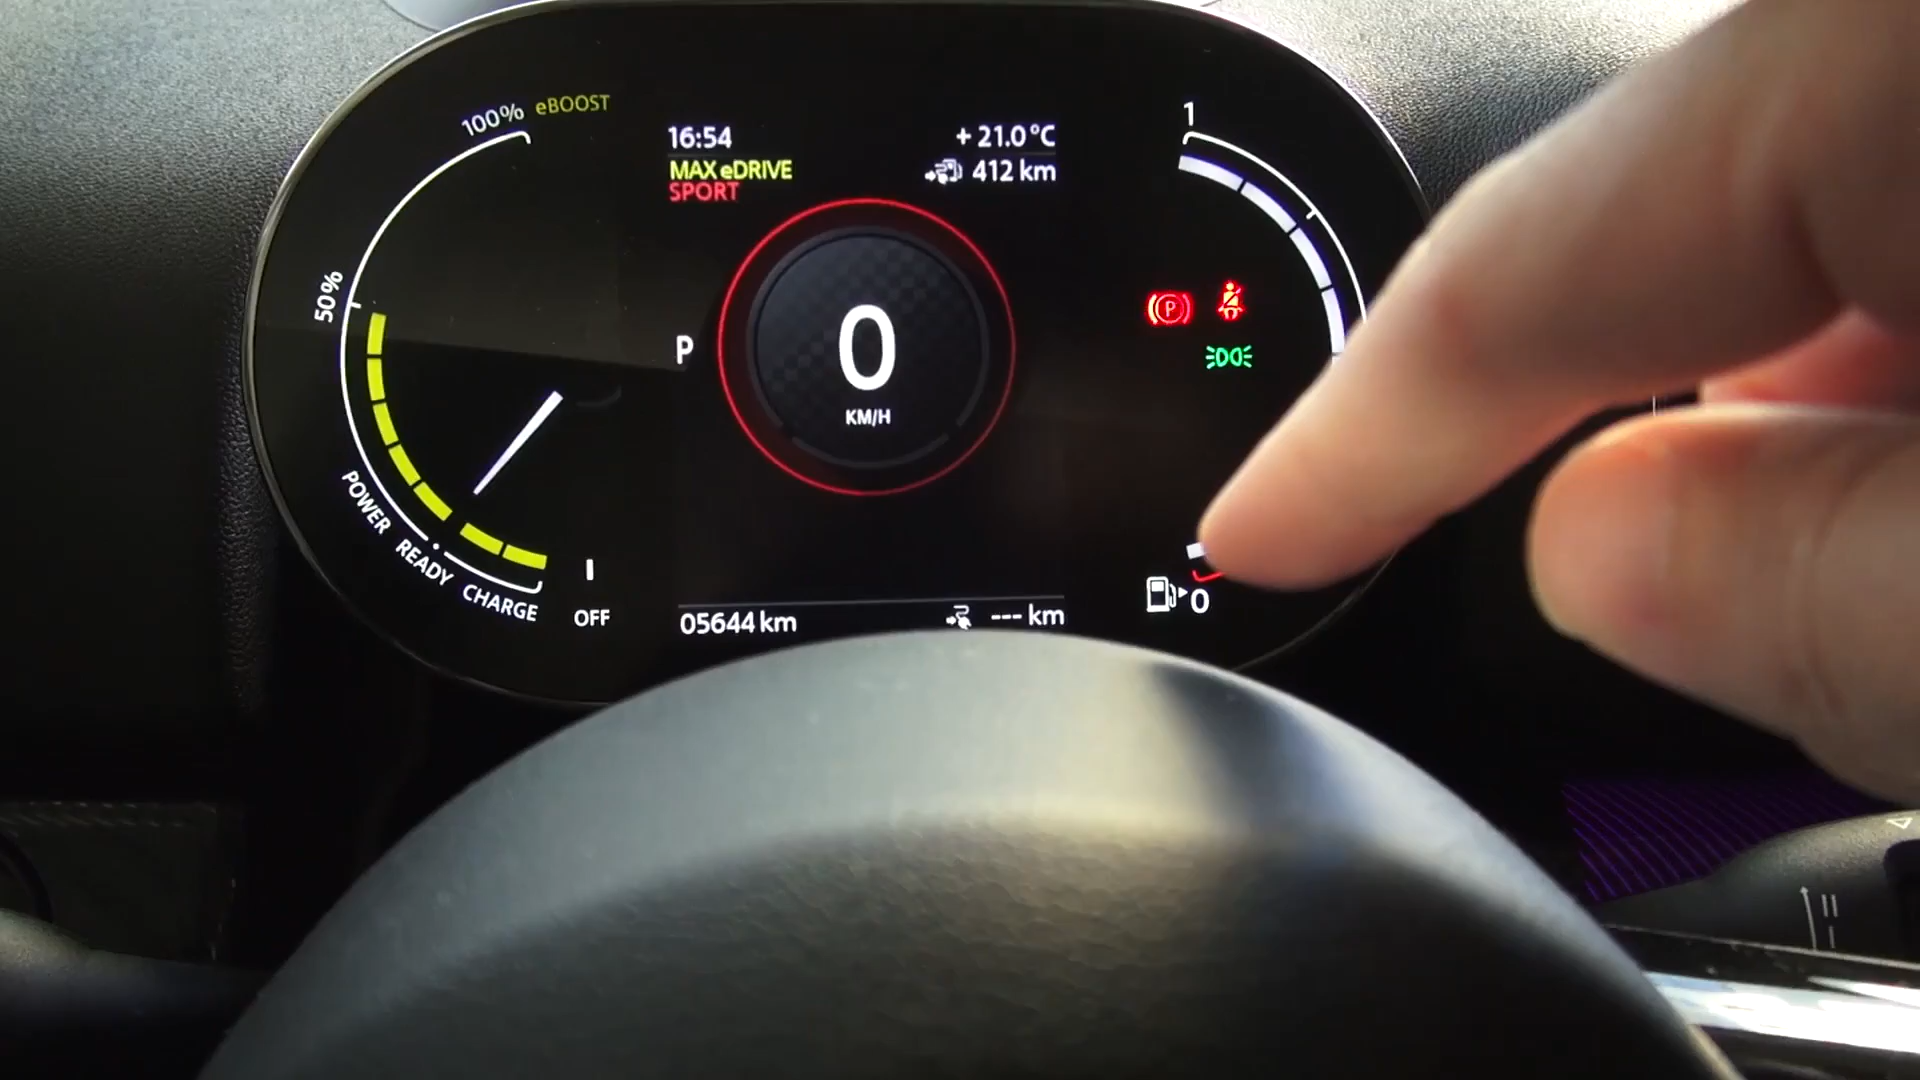 100% eBOOST
50%
POWER
READY
CHARGE
OFF
16:54
MAX eDRIVE
SPORT
+ 21.0 °C
412 km
P
0
KM/H
05644 km
--- km
1
P
0